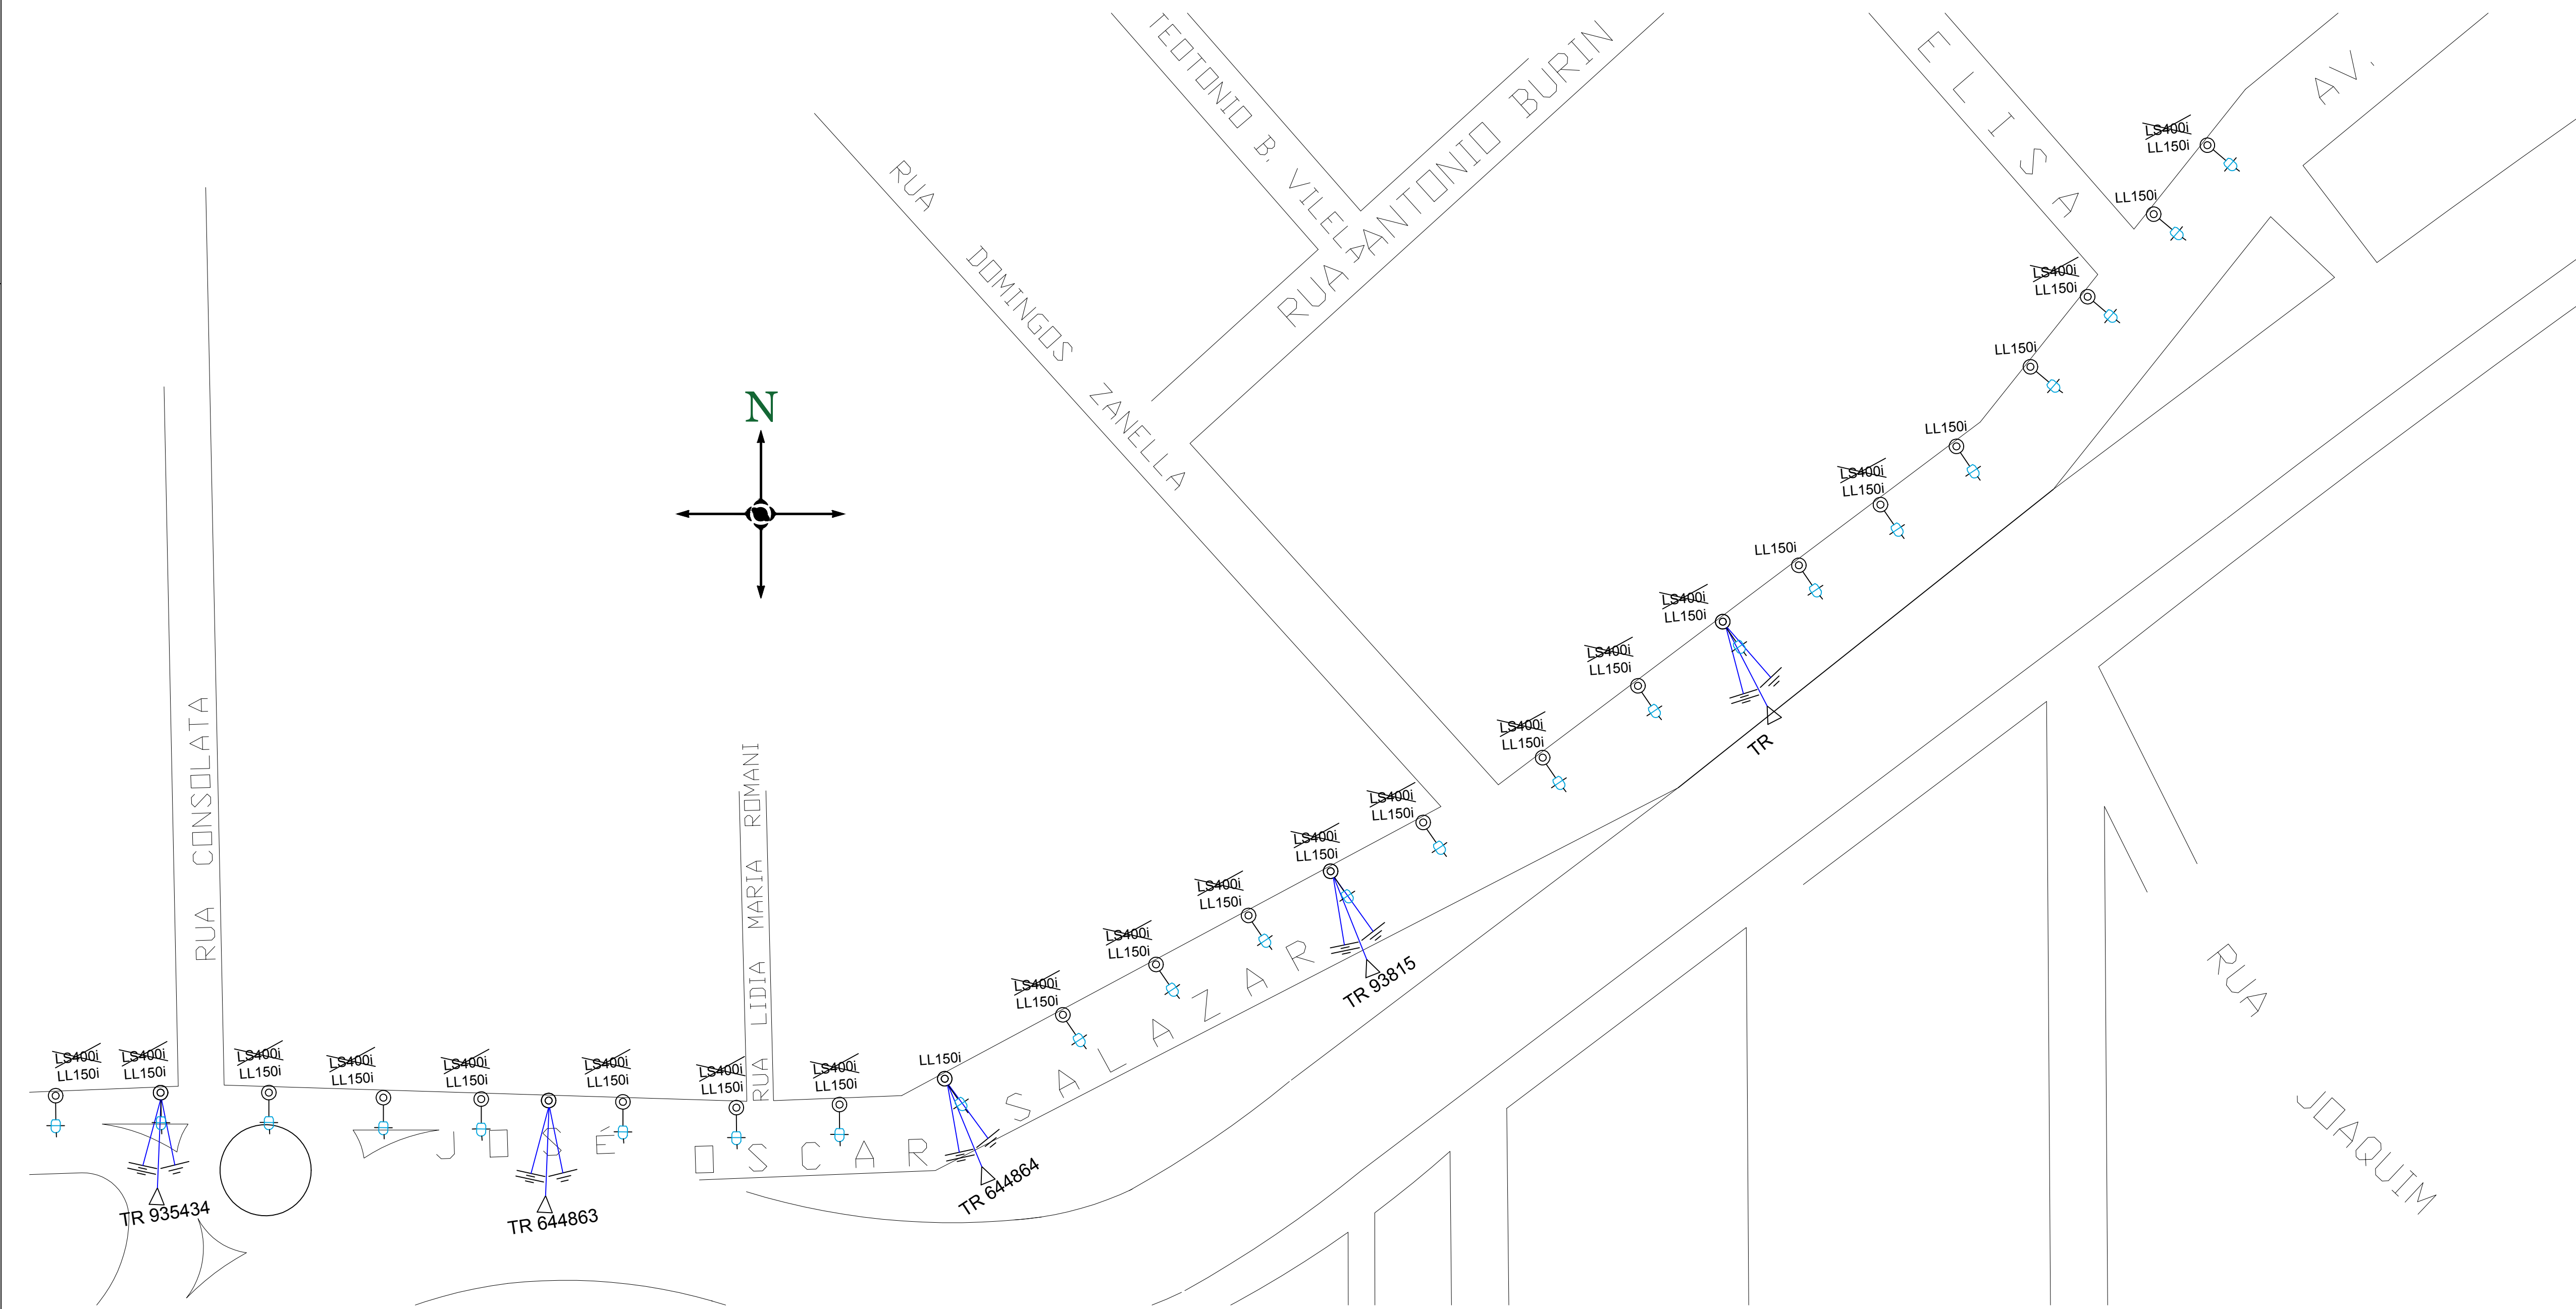 TEOTONIO B. VILELA
RUA ANTONIO BURIN
ELISA
AV.
RUA DOMINGOS ZANELLA
LS400i
LL150i
LL150i
LS400i
LL150i
LL150i
N
LL150i
LS400i
LL150i
LL150i
LS400i
LL150i
LS400i
LL150i
LS400i
LL150i
TR
RUA CONSOLATA
RUA LIDIA MARIA ROMANI
LS400i
LL150i
LS400i
LL150i
LS400i
LL150i
LS400i
LL150i
LS400i
LL150i
TR 93815
RUA JOAQUIM
LS400i
LL150i
LS400i
LL150i
LS400i
LL150i
LS400i
LL150i
LS400i
LL150i
LS400i
LL150i
LS400i
LL150i
LS400i
LL150i
LL150i
JOSÉ OSCAR SALAZAR
TR 935434
TR 644863
TR 644864